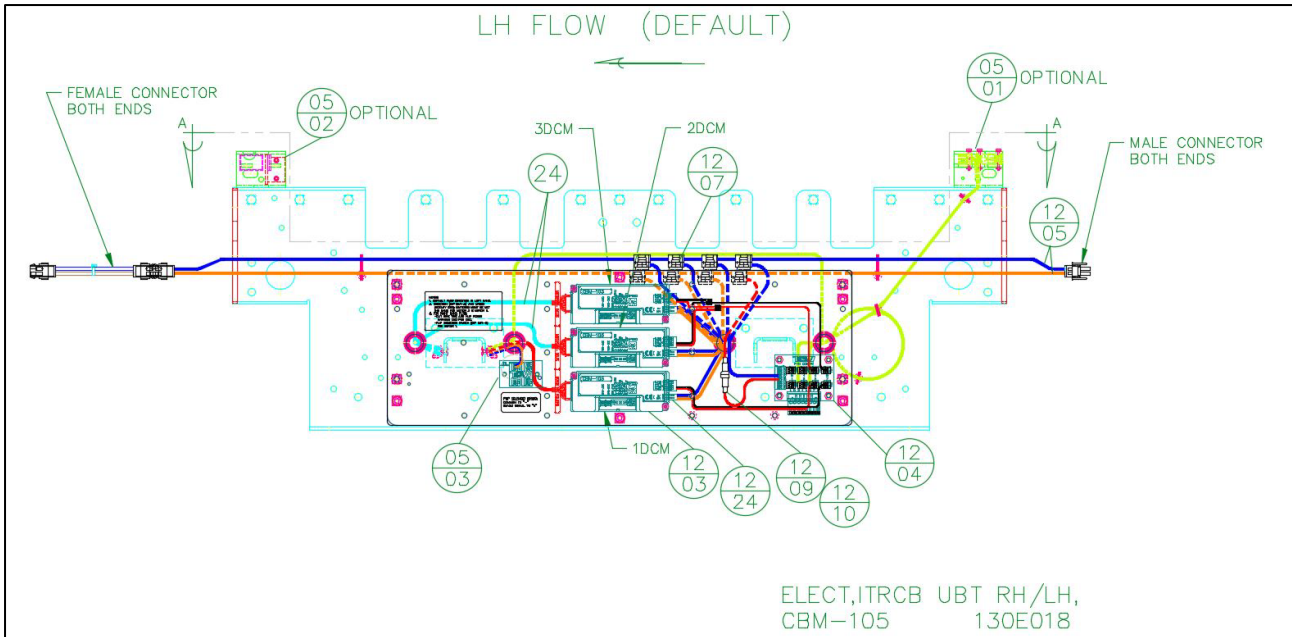 LH FLOW (DEFAULT)
FEMALE CONNECTOR
BOTH ENDS
A
05
02
OPTIONAL
3DCM
2DCM
24
12
07
05
01
OPTIONAL
A
MALE CONNECTOR
BOTH ENDS
12
05
CBM-105
05
03
1DCM
12
03
12
24
12
09
12
10
12
04
ELECT,ITRCB UBT RH/LH,
CBM-105 130E018